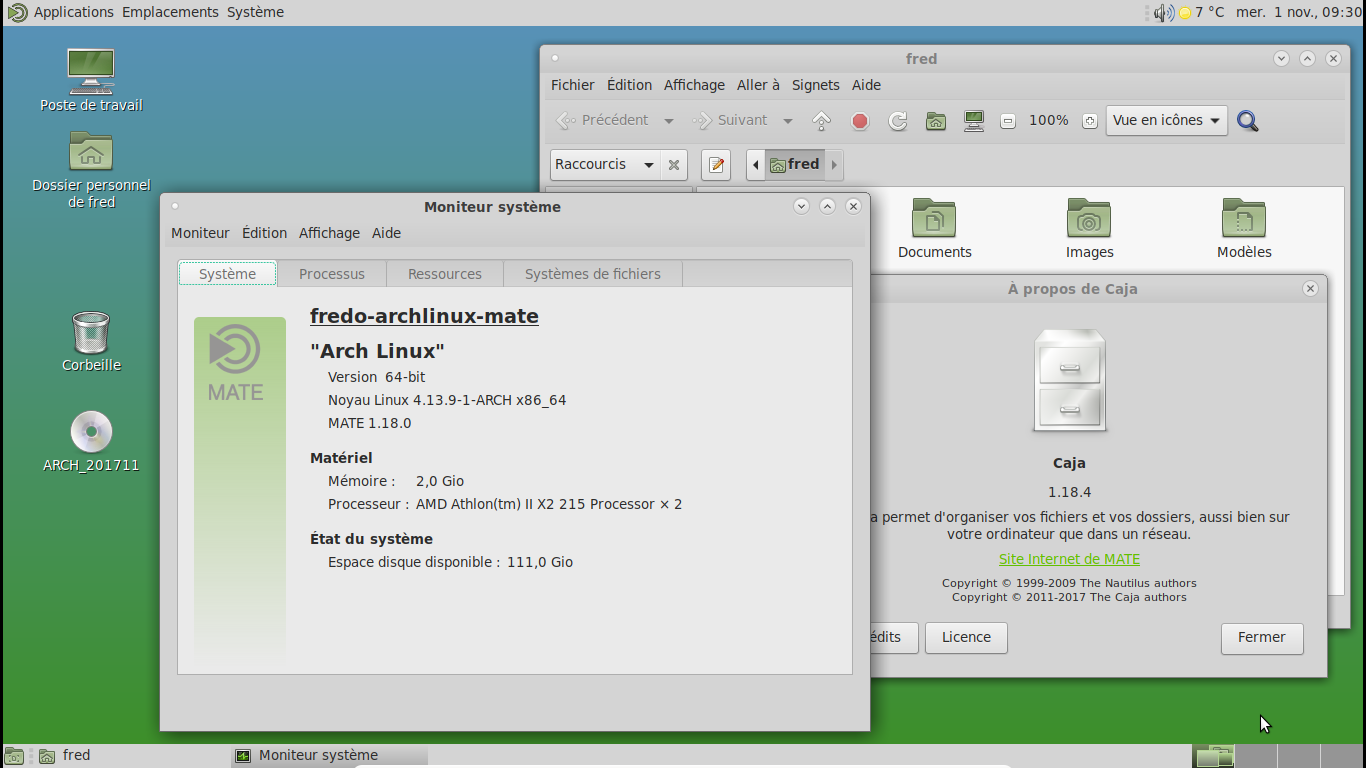 Applications Emplacements Système
7 °C mer. 1 nov., 09:30
Poste de travail
Dossier personnel
de fred
Corbeille
ARCH_201711
fred
Fichier Édition Affichage Aller à Signets Aide
Précédent Suivant 100% Vue en icônes
Raccourcis fred
Documents Images Modèles
Moniteur système
Moniteur Édition Affichage Aide
Système Processus Ressources Systèmes de fichiers
MATE
fredo-archlinux-mate
"Arch Linux"
Version 64-bit
Noyau Linux 4.13.9-1-ARCH x86_64
MATE 1.18.0
Matériel
Mémoire : 2,0 Gio
Processeur : AMD Athlon(tm) II X2 215 Processor × 2
État du système
Espace disque disponible : 111,0 Gio
À propos de Caja
Caja
1.18.4
a permet d'organiser vos fichiers et vos dossiers, aussi bien sur
votre ordinateur que dans un réseau.
Site Internet de MATE
Copyright © 1999-2009 The Nautilus authors
Copyright © 2011-2017 The Caja authors
édits Licence Fermer
fred Moniteur système